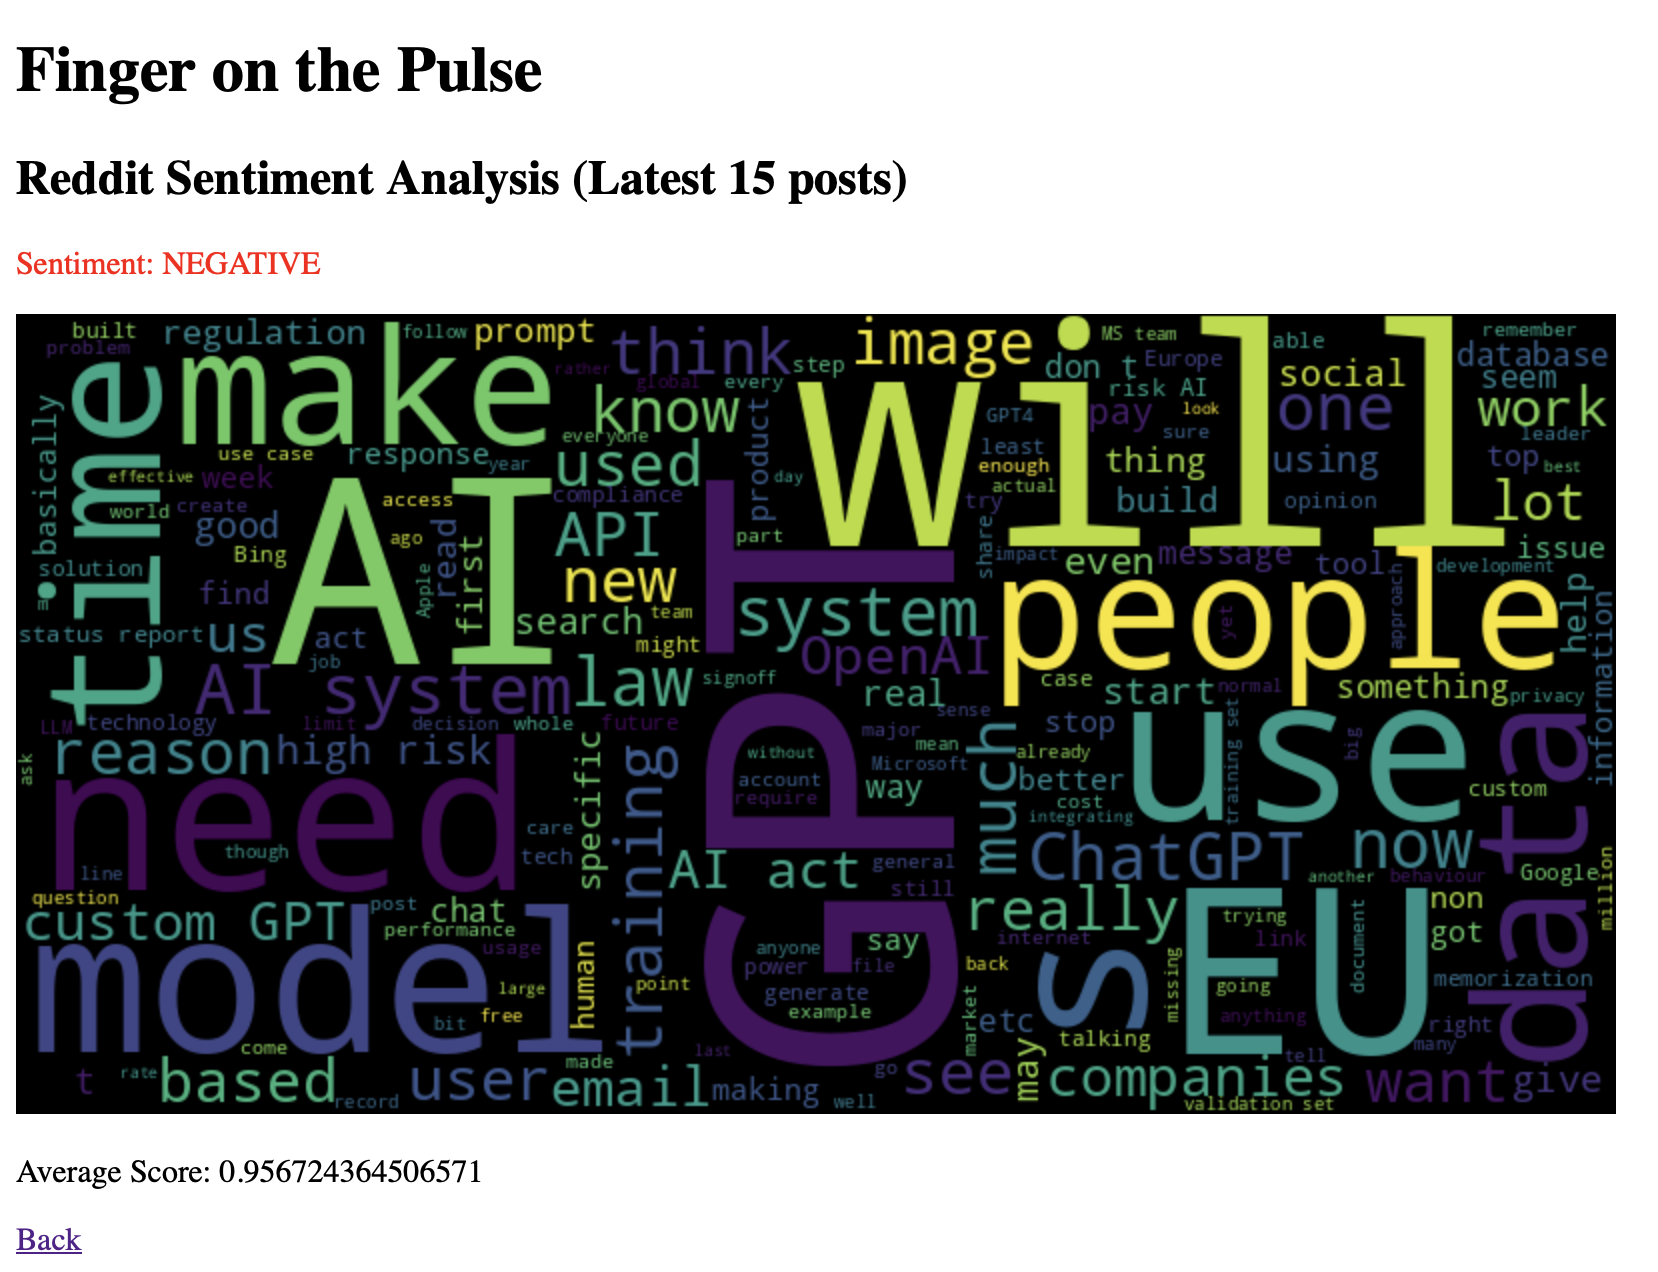 Finger on the Pulse
Reddit Sentiment Analysis (Latest 15 posts)
Sentiment: NEGATIVE
built
regulation
follow
prompt
think
image
MS team
remember
problem
rather
step
don t
Europe
able
database
make
global
every
risk AI
social
seem
time
know
product
will
GPT4
pay
look
one
work
basically
everyone
least
sure
leader
use case
response
year
used
enough
thing
using
top
best
effective
week
day
actual
world
create
access
compliance
try
build
opinion
lot
good
AI
ago
read
first
API
part
share
Bing
impact
even
message
tool
issue
solution
find
Apple
new
people
approach
development
m
search
team
system
yet
help
status report
us
act
might
OpenAI
information
job
AI system
law
signoff
real
case
start
normal
something
privacy
LLM
technology
limit
decision
whole
future
sense
stop
training set
big
reason
high risk
specific
GPT
without
major
mean
much
already
use
data
ask
account
Microsoft
better
need
require
way
cost
custom
integrating
though
care
training
tech
AI act
general
ChatGPT
now
line
still
another
behaviour
Google
million
question
custom GPT
post
chat
really
trying
non
performance
internet
link
document
got
model
usage
human
anyone
say
back
s
missing
EU
power
file
large
point
generate
going
memorization
bit
free
example
market
etc
anything
right
come
last
talking
many
t
rate
based
made
go
see
may
tell
user
email
making
companies
want
give
record
well
validation set
Average Score: 0.956724364506571
Back